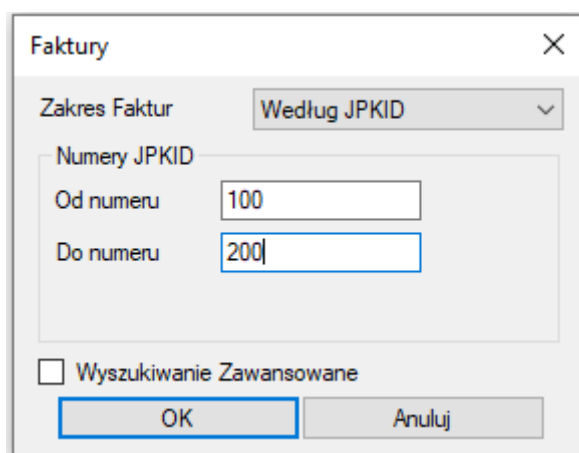 Faktury
Zakres Faktur Według JPKID
Numery JPKID
Od numeru 100
Do numeru 200
Wyszukiwanie Zawansowane
OK Anuluj